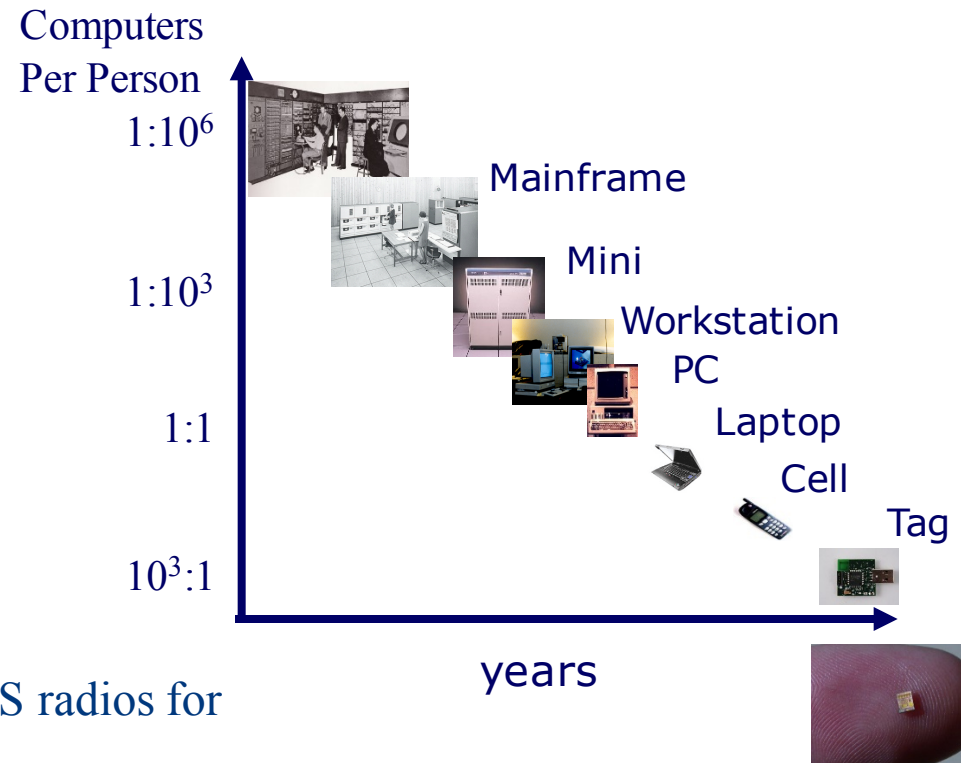 Computers
Per Person
1:10⁶
Mainframe
Mini
1:10³
Workstation
PC
1:1
Laptop
Cell
Tag
10³:1
years
S radios for